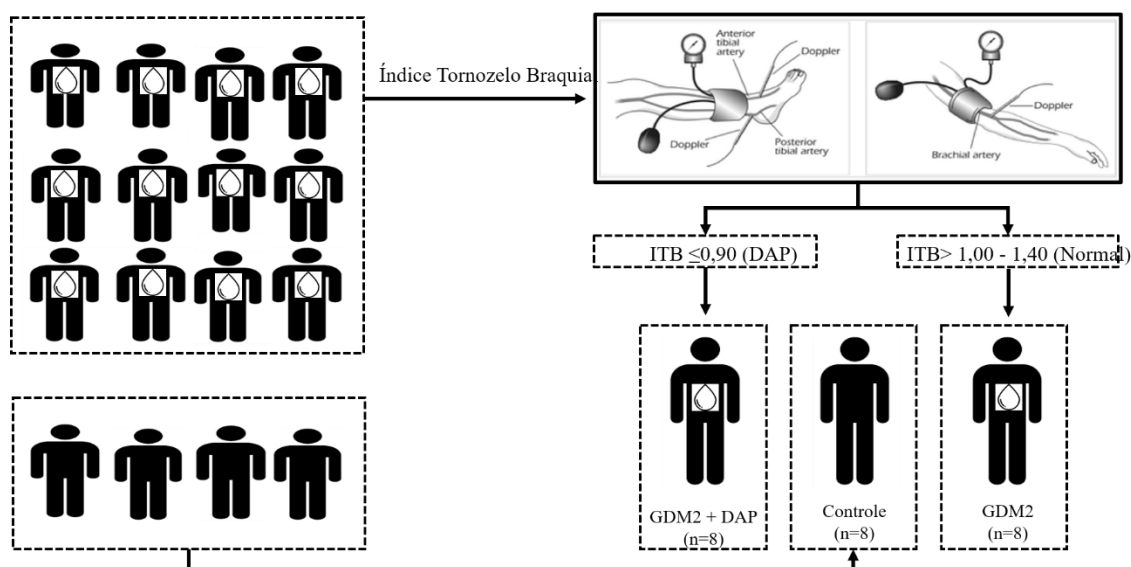 Índice Tornozelo Braquia
Anterior
tibial
artery
Doppler
Doppler
Posterior
tibial artery
Doppler
Brachial artery
ITB ≤0,90 (DAP)
ITB> 1,00 - 1,40 (Normal)
GDM2 + DAP
(n=8)
Controle
(n=8)
GDM2
(n=8)